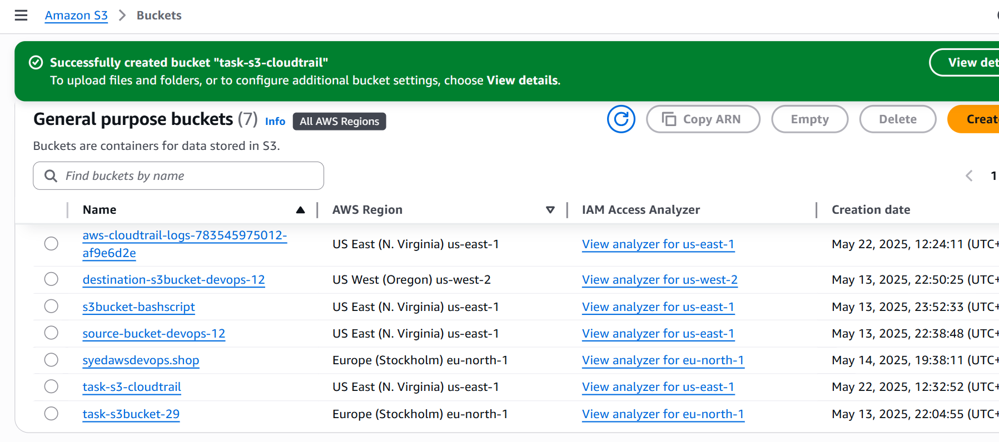 Amazon S3 > Buckets
Successfully created bucket "task-s3-cloudtrail"
To upload files and folders, or to configure additional bucket settings, choose View details.
View det
General purpose buckets (7) Info All AWS Regions
Copy ARN Empty Delete Creat
Buckets are containers for data stored in S3.
Find buckets by name
1
Name AWS Region IAM Access Analyzer Creation date
aws-cloudtrail-logs-783545975012-
af9e6d2e US East (N. Virginia) us-east-1 View analyzer for us-east-1 May 22, 2025, 12:24:11 (UTC+
destination-s3bucket-devops-12 US West (Oregon) us-west-2 View analyzer for us-west-2 May 13, 2025, 22:50:25 (UTC+
s3bucket-bashscript US East (N. Virginia) us-east-1 View analyzer for us-east-1 May 13, 2025, 23:52:33 (UTC+
source-bucket-devops-12 US East (N. Virginia) us-east-1 View analyzer for us-east-1 May 13, 2025, 22:38:48 (UTC+
syedawsdevops.shop Europe (Stockholm) eu-north-1 View analyzer for eu-north-1 May 14, 2025, 19:38:11 (UTC+
task-s3-cloudtrail US East (N. Virginia) us-east-1 View analyzer for us-east-1 May 22, 2025, 12:32:52 (UTC+
task-s3bucket-29 Europe (Stockholm) eu-north-1 View analyzer for eu-north-1 May 13, 2025, 22:04:55 (UTC+